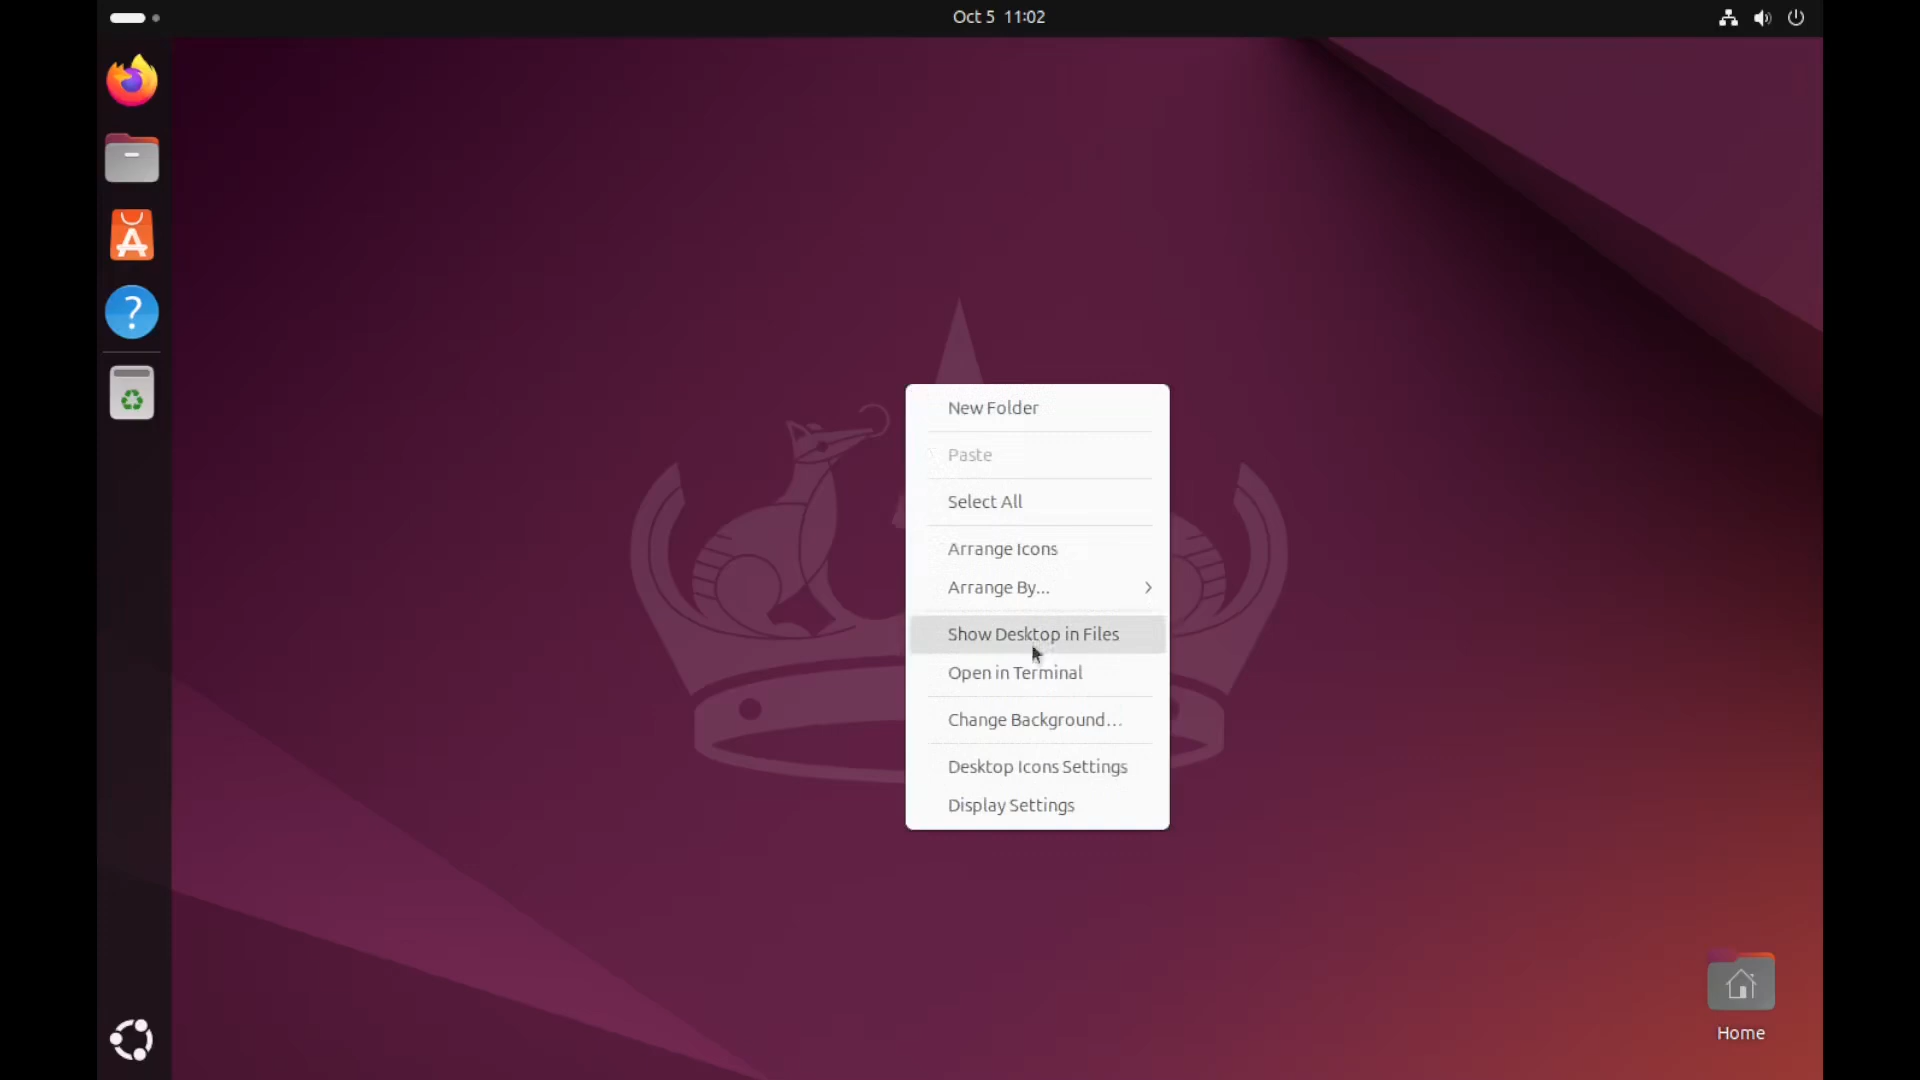 Oct 5 11:02
New Folder
Paste
Select All
Arrange Icons
Arrange By...
Show Desktop in Files
Open in Terminal
Change Background…
Desktop Icons Settings
Display Settings
Home